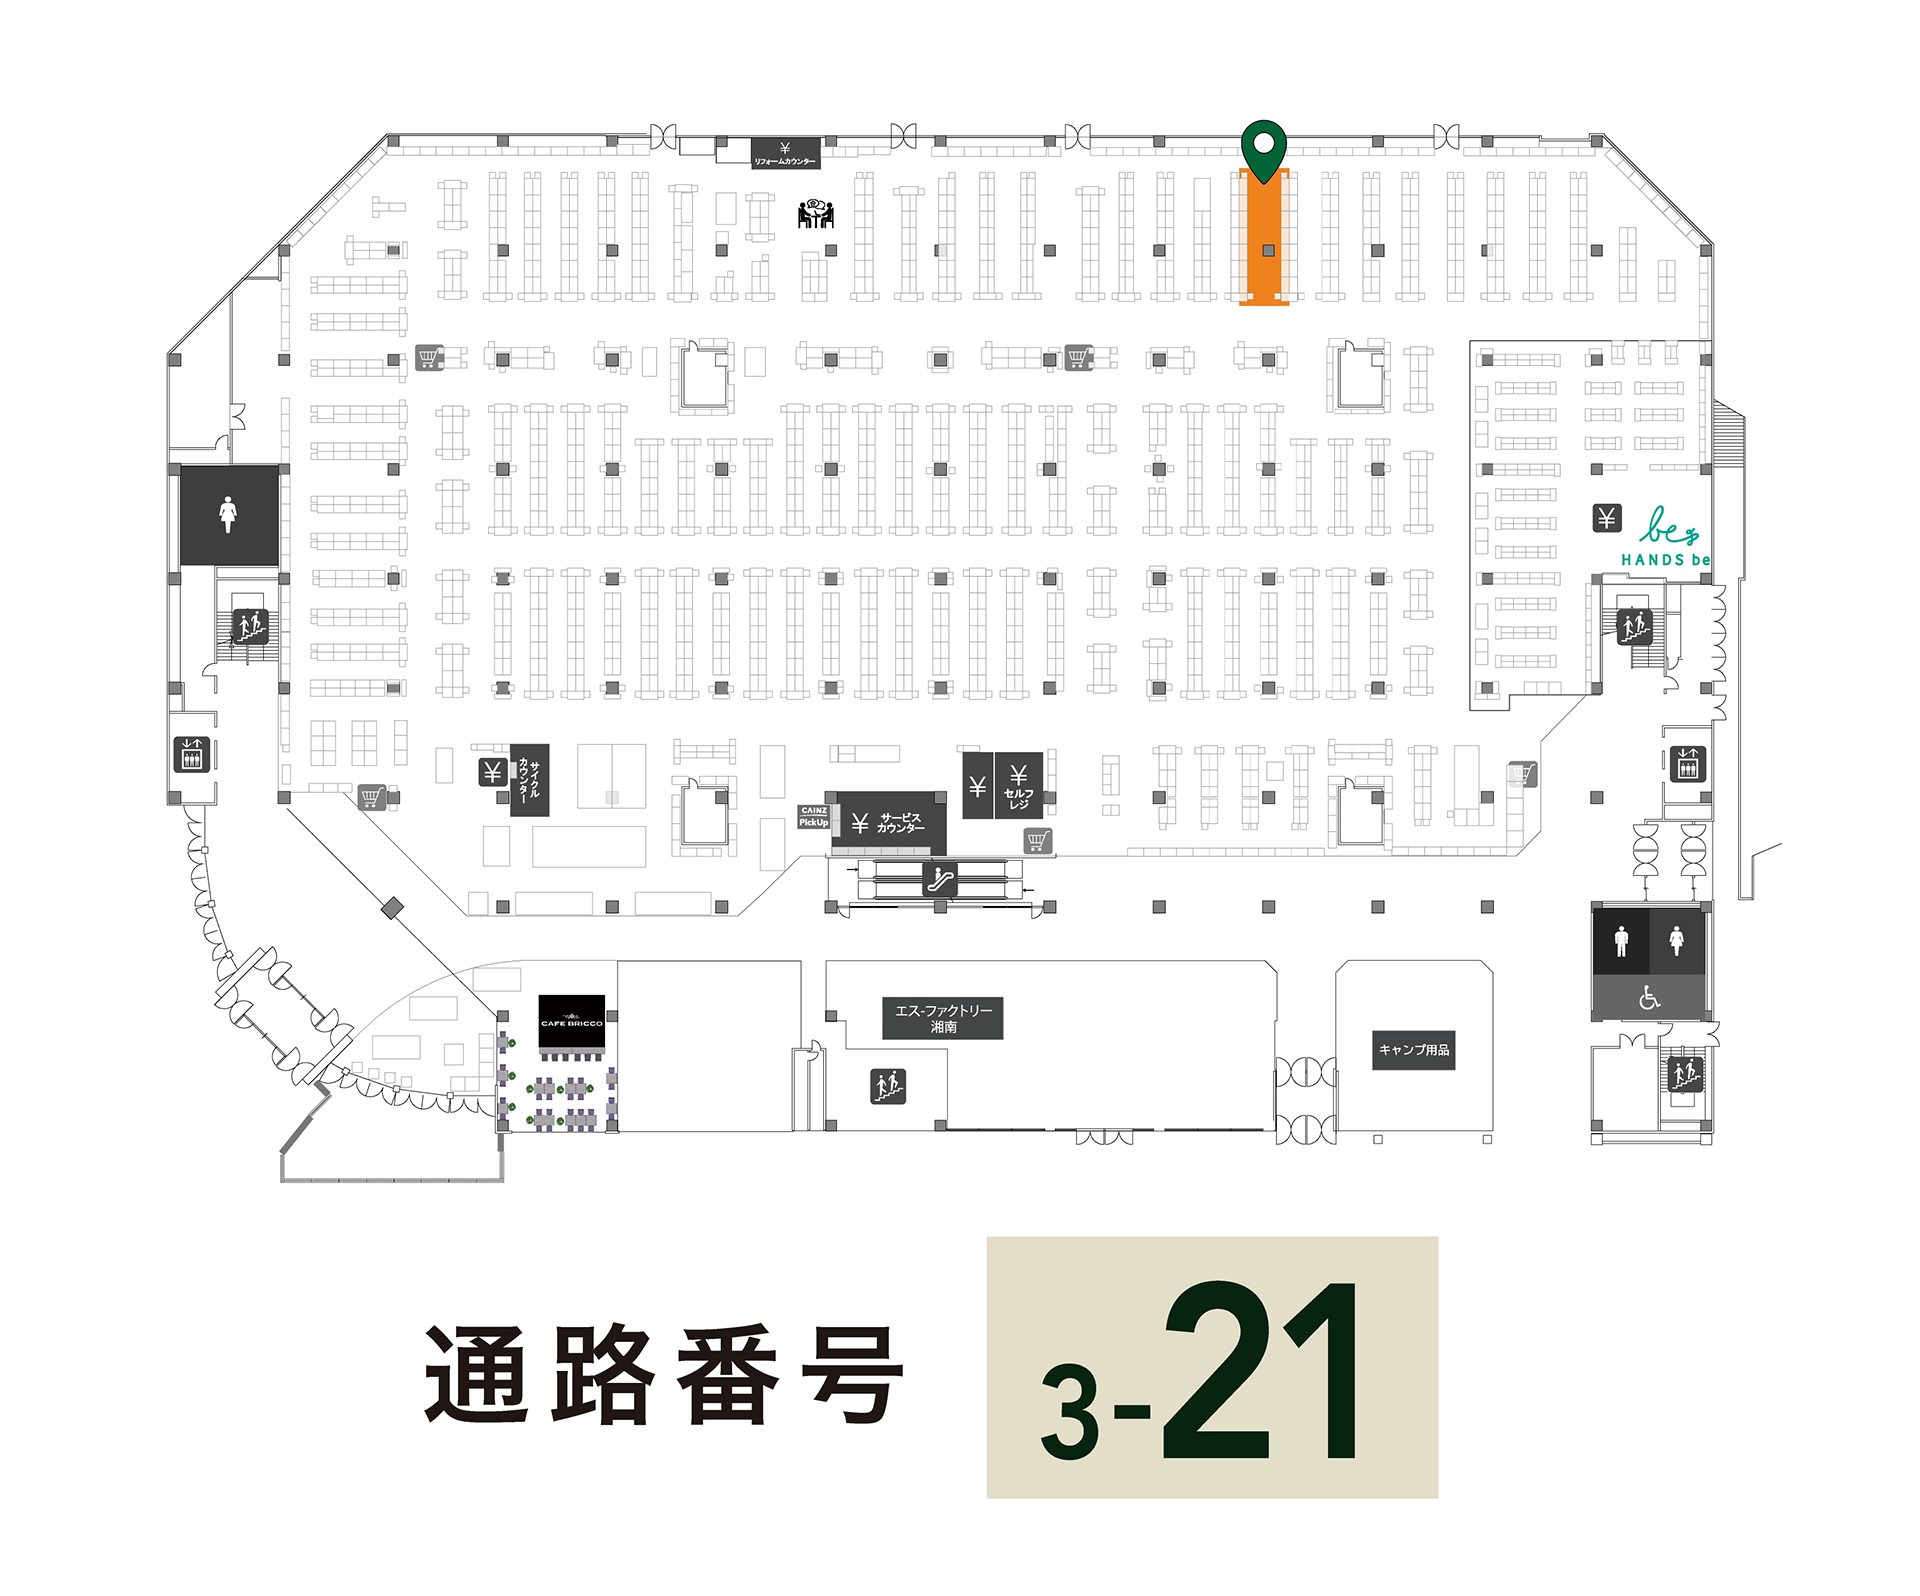 ¥
リフォームカウンター
¥
be
HANDS be
¥
サイクル
カウンター
¥
¥
セルフ
レジ
CAINZ
PickUp
¥
サービス
カウンター
CAFE BRICCO
エス-ファクトリー
湘南
キャンプ用品
通路番号
3-21